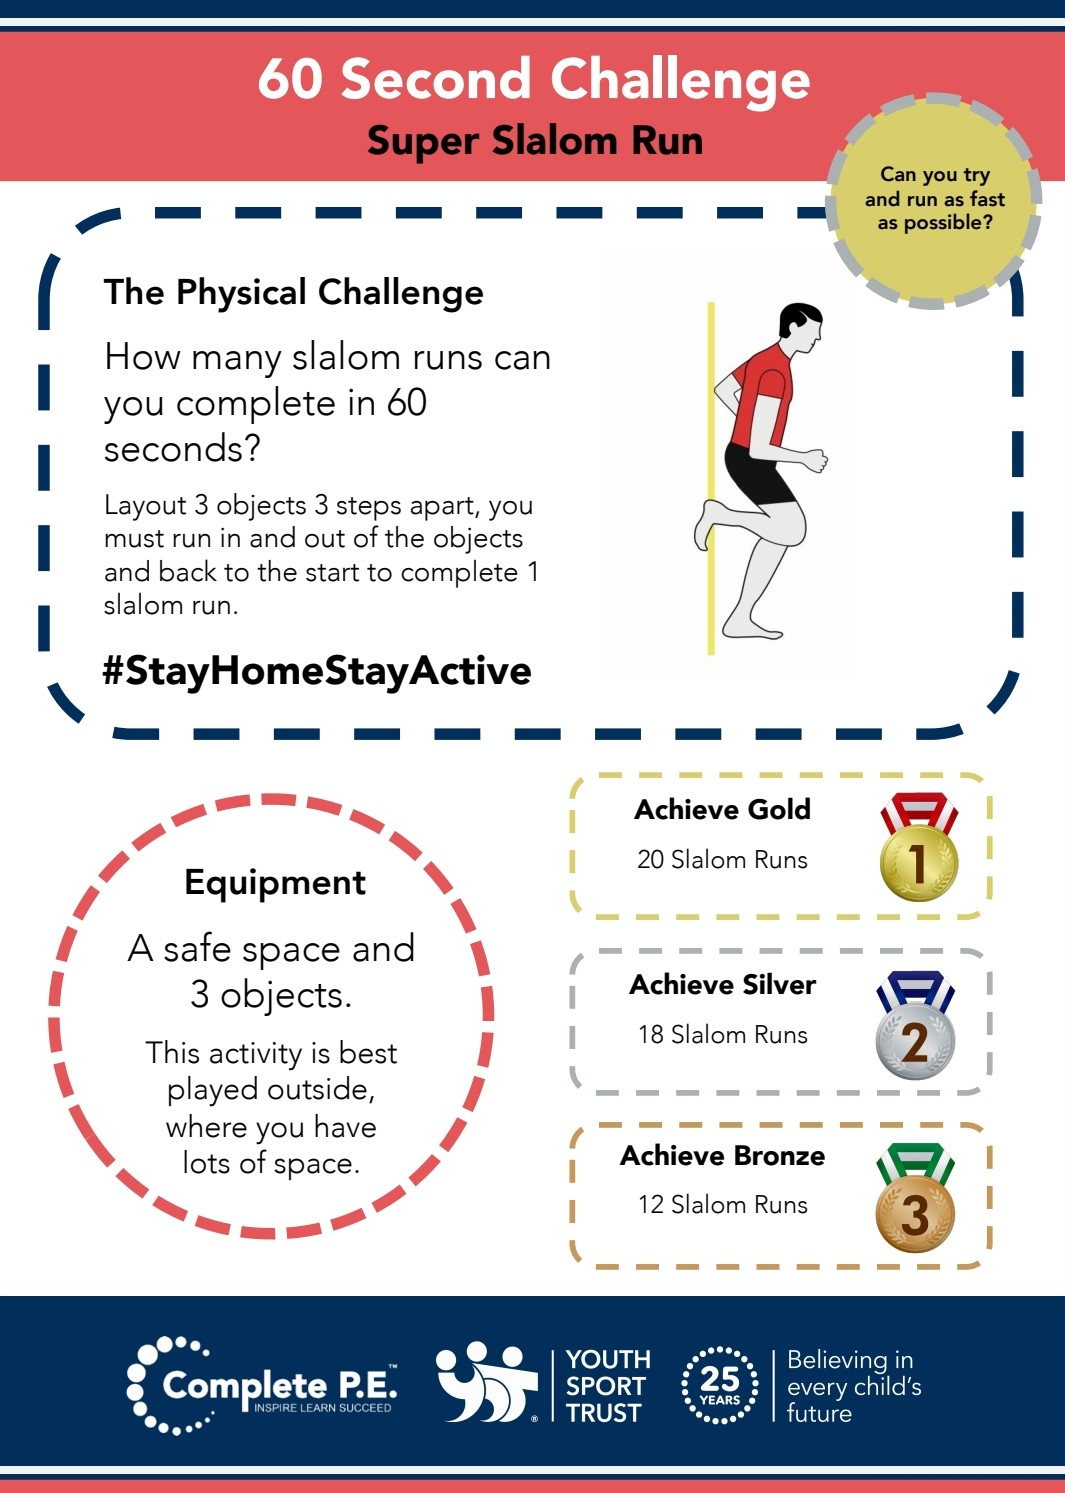 60 Second Challenge
Super Slalom Run
Can you try
and run as fast
as possible?
The Physical Challenge
How many slalom runs can
you complete in 60
seconds?
Layout 3 objects 3 steps apart, you
must run in and out of the objects
and back to the start to complete 1
slalom run.
#StayHomeStayActive
Equipment
A safe space and
3 objects.
This activity is best
played outside,
where you have
lots of space.
Achieve Gold
20 Slalom Runs
1
Achieve Silver
18 Slalom Runs
2
Achieve Bronze
12 Slalom Runs
3
Complete P.E.™
INSPIRE LEARN SUCCEED
®
YOUTH
SPORT
TRUST
25
YEARS
Believing in
every child's
future